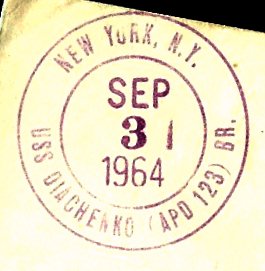 NEW YORK, N.Y.
SEP
3 1
1964
USS DIACHENKO (APD 123) BR.